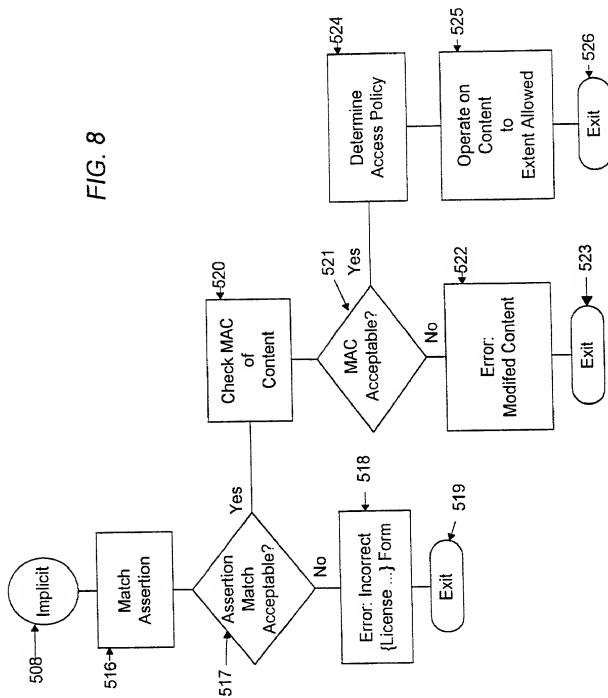 FIG. 8
508
Implicit
516
Match
Assertion
517
Assertion
Match
Acceptable?
Yes
No
518
Error: Incorrect
{License ...} Form
519
Exit
520
Check MAC
of
Content
521
MAC
Acceptable?
Yes
No
522
Error:
Modifed Content
523
Exit
524
Determine
Access Policy
525
Operate on
Content
to
Extent Allowed
526
Exit